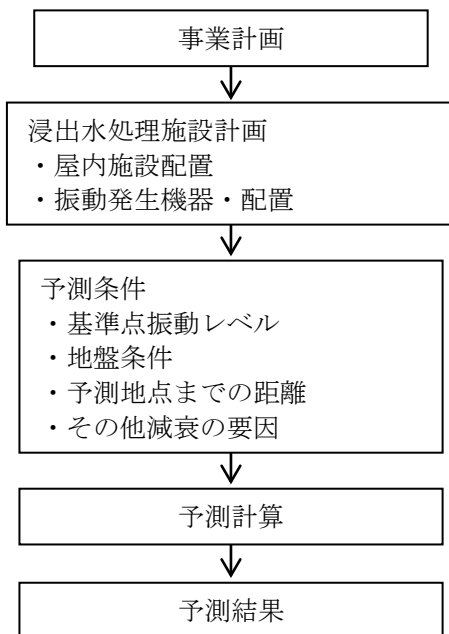 事業計画
浸出水処理施設計画
・屋内施設配置
・振動発生機器・配置
予測条件
・基準点振動レベル
・地盤条件
・予測地点までの距離
・その他減衰の要因
予測計算
予測結果